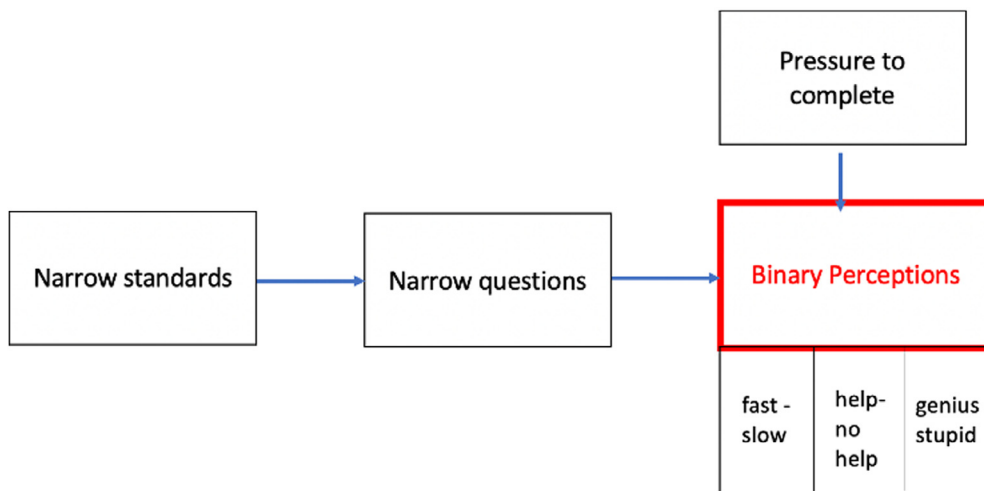 Pressure to
complete
Narrow standards
Narrow questions
Binary Perceptions
fast -
slow
help-
no
help
genius
stupid